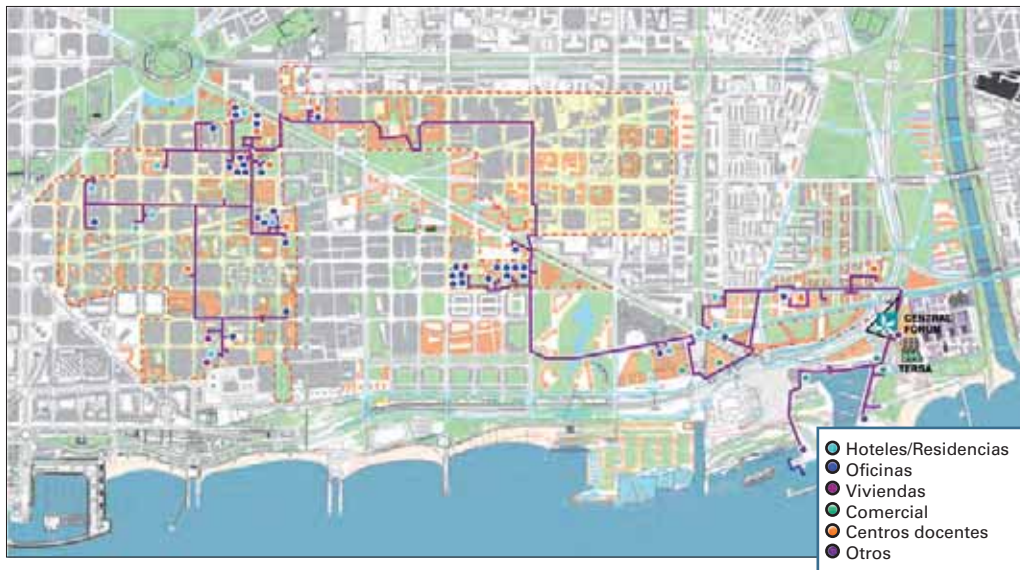 CENTRAL
FORUM
TERSA
Hoteles/Residencias
Oficinas
Viviendas
Comercial
Centros docentes
Otros